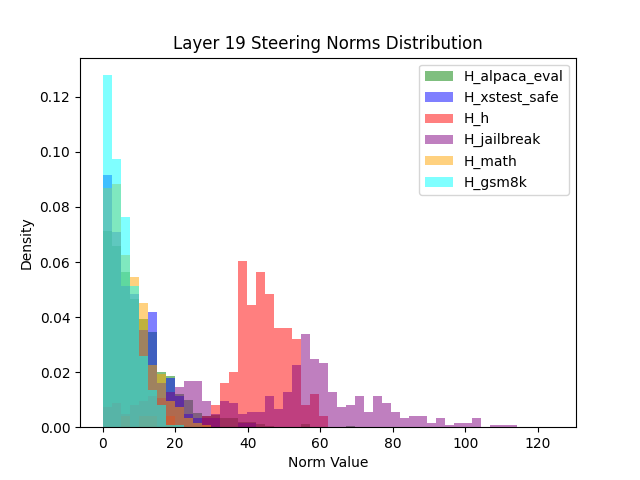 Layer 19 Steering Norms Distribution
H_alpaca_eval
H_xstest_safe
H_h
H_jailbreak
H_math
H_gsm8k
0.12
0.10
0.08
0.06
0.04
0.02
0.00
Density
0 20 40 60 80 100 120
Norm Value